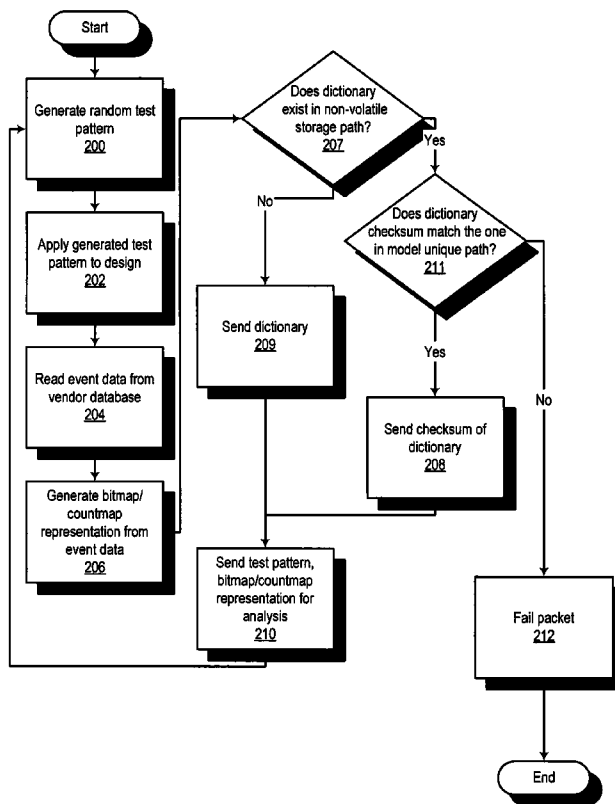 Start
Generate random test
pattern
200
Apply generated test
pattern to design
202
Read event data from
vendor database
204
Generate bitmap/
countmap
representation from
event data
206
Does dictionary
exist in non-volatile
storage path?
207
Yes
No
Does dictionary
checksum match the one
in model unique path?
211
Send dictionary
209
Yes
No
Send checksum of
dictionary
208
Send test pattern,
bitmap/countmap
representation for
analysis
210
Fail packet
212
End